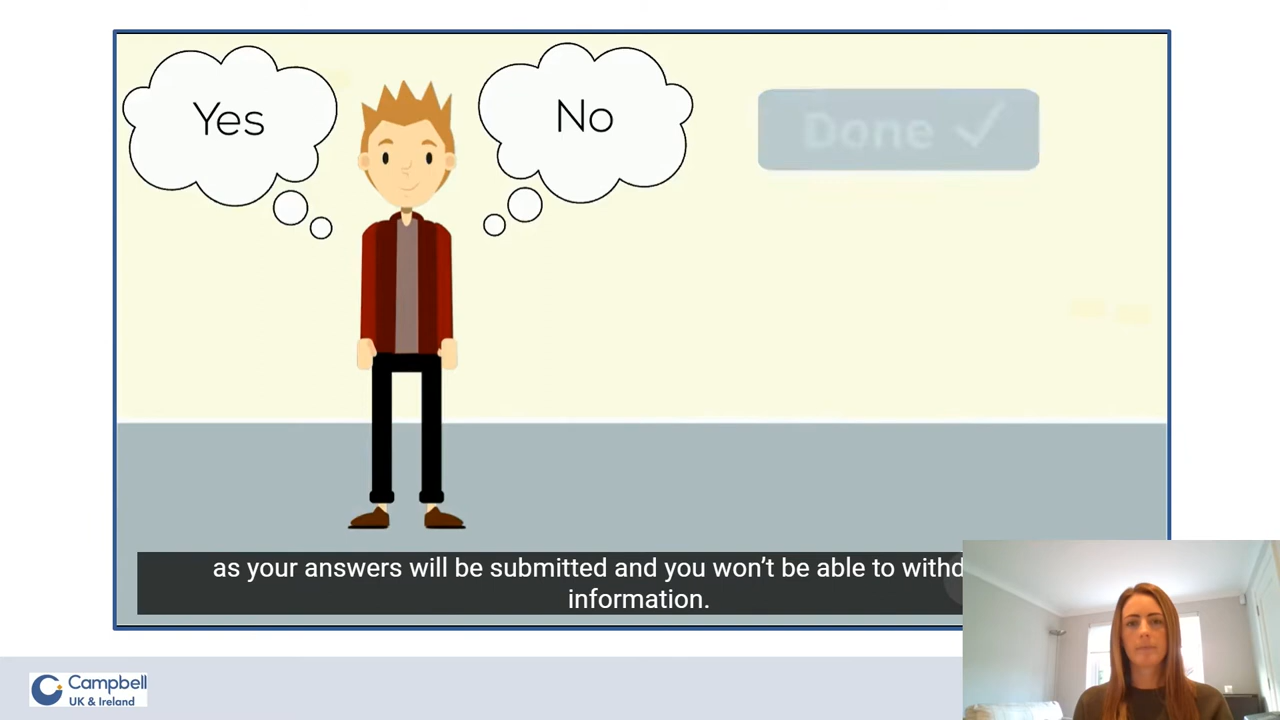 Yes
No
Done
as your answers will be submitted and you won't be able to
information.
Campbell
UK & Ireland